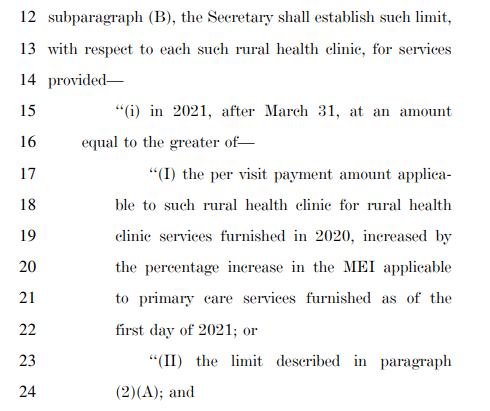 12 subparagraph (B), the Secretary shall establish such limit,
13 with respect to each such rural health clinic, for services
14 provided—
15 “(i) in 2021, after March 31, at an amount
16 equal to the greater of—
17 “(I) the per visit payment amount applica-
18 ble to such rural health clinic for rural health
19 clinic services furnished in 2020, increased by
20 the percentage increase in the MEI applicable
21 to primary care services furnished as of the
22 first day of 2021; or
23 “(II) the limit described in paragraph
24 (2)(A); and